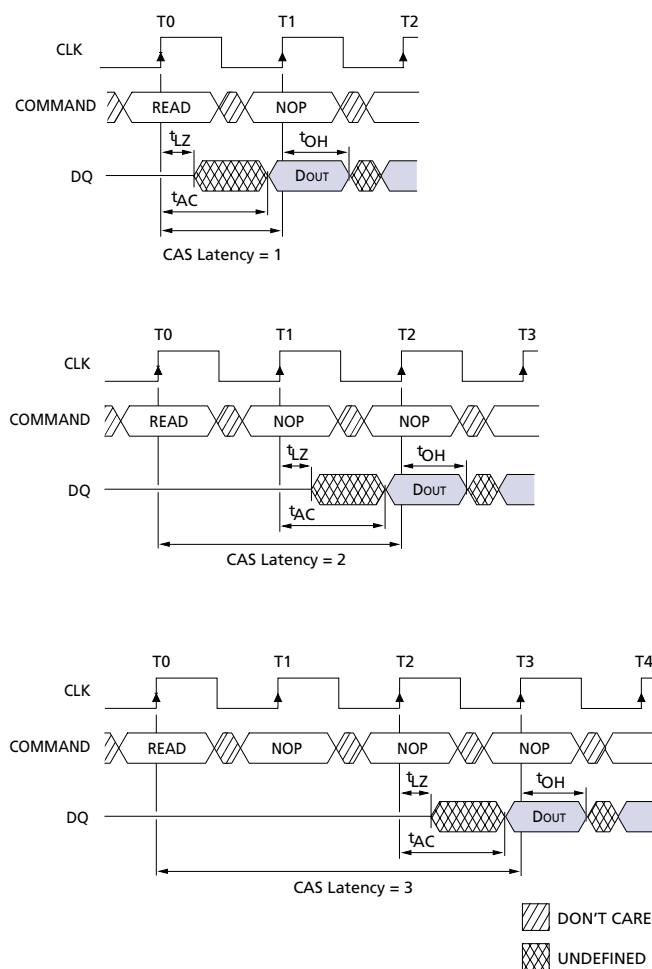 T0 T1 T2
CLK
COMMAND READ NOP
tLZ tOH
DQ DOUT
tAC
CAS Latency = 1
T0 T1 T2 T3
CLK
COMMAND READ NOP NOP
tLZ tOH
DQ DOUT
tAC
CAS Latency = 2
T0 T1 T2 T3 T4
CLK
COMMAND READ NOP NOP NOP
tLZ tOH
DQ DOUT
tAC
CAS Latency = 3
DON'T CARE
UNDEFINED